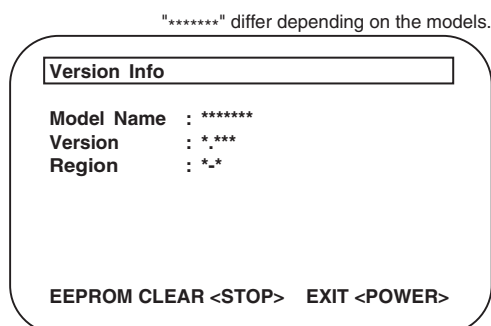 "*******" differ depending on the models.
Version Info
Model Name : *******
Version : *.***
Region : *-*
EEPROM CLEAR <STOP> EXIT <POWER>